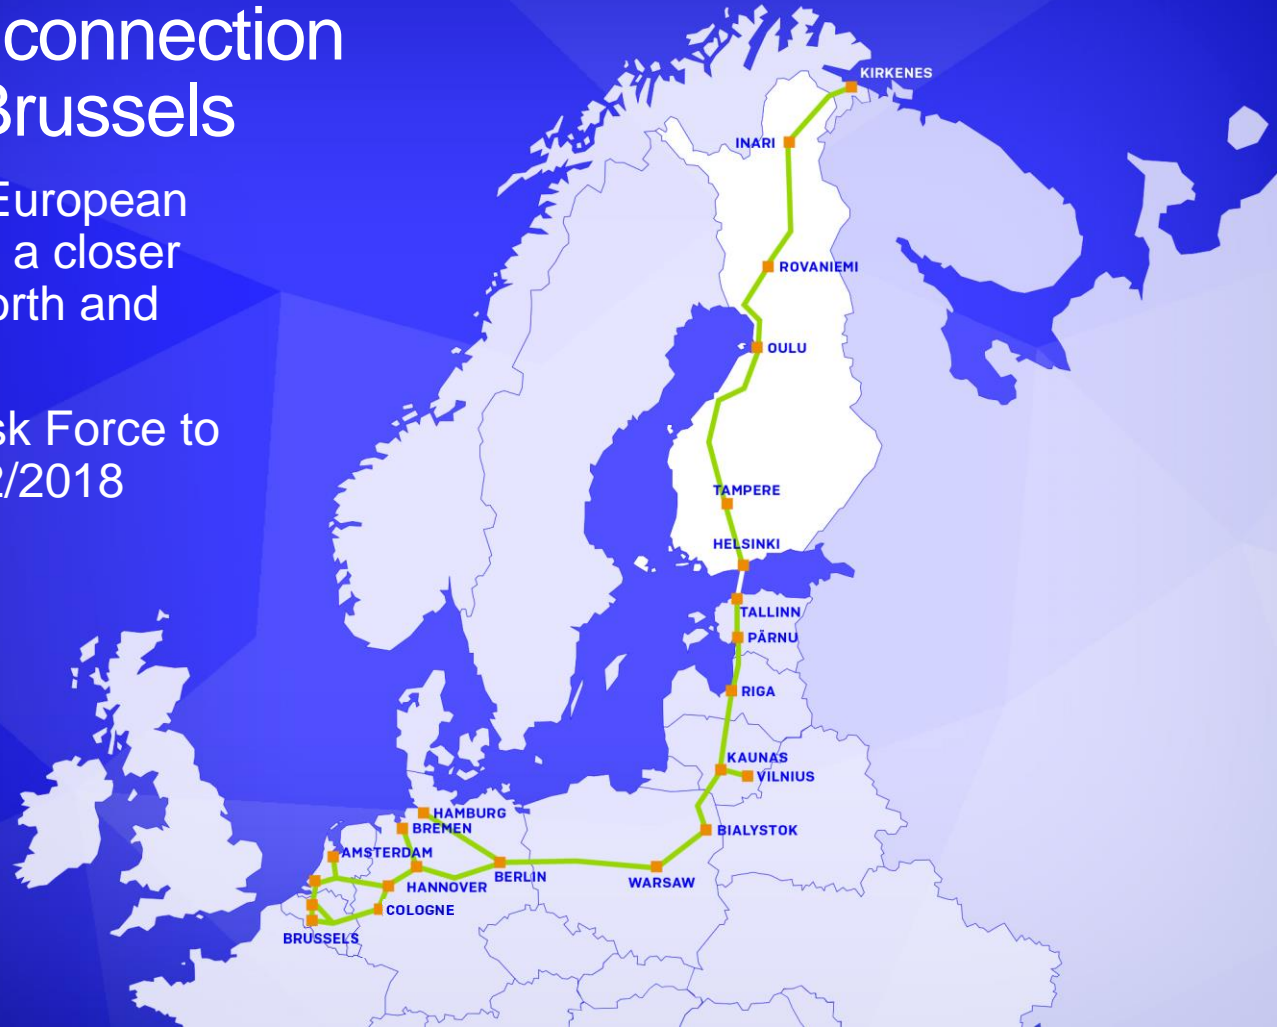 connection
Brussels
European
a closer
orth and
sk Force to
2/2018
KIRKENES
INARI
ROVANIEMI
OULU
TAMPERE
HELSINKI
TALLINN
PÄRNU
RIGA
KAUNAS
VILNIUS
HAMBURG
BREMEN
BIALYSTOK
AMSTERDAM
HANNOVER
BERLIN
WARSAW
COLOGNE
BRUSSELS